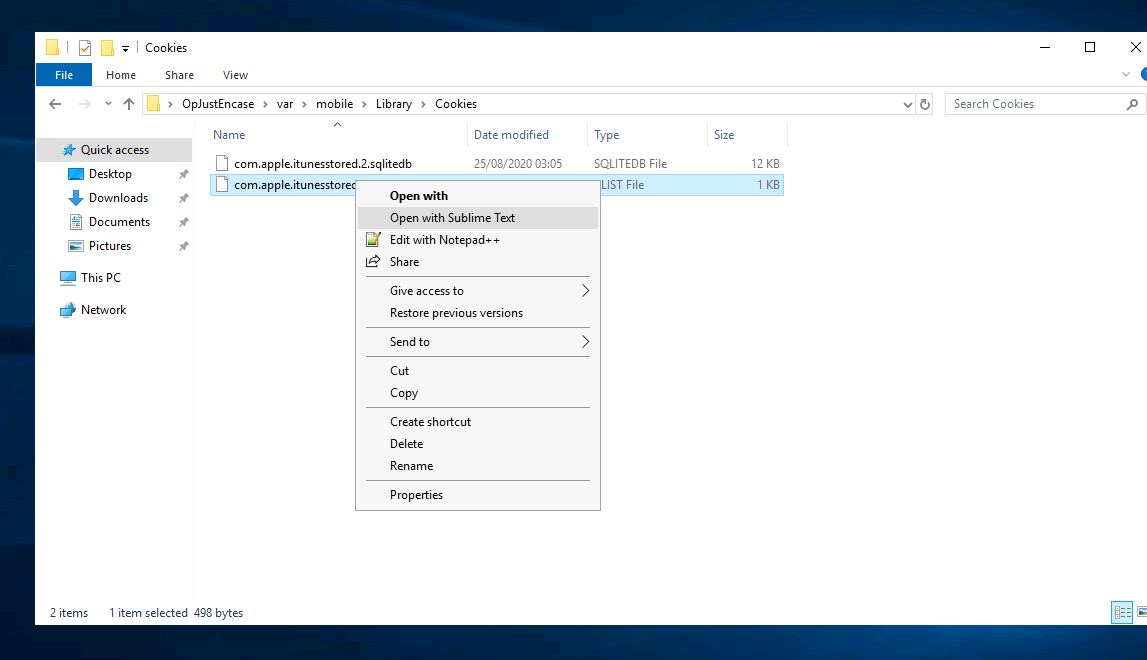 Cookies
File Home Share View
OpJustEncase var mobile Library Cookies Search Cookies
Name Date modified Type Size
Quick access
Desktop
Downloads
Documents
Pictures
This PC
Network
com.apple.itunesstored.2.sqlitedb 25/08/2020 03:05 SQLITEDB File 12 KB
com.apple.itunesstored LIST File 1 KB
Open with
Open with Sublime Text
Edit with Notepad++
Share
Give access to
Restore previous versions
Send to
Cut
Copy
Create shortcut
Delete
Rename
Properties
2 items 1 item selected 498 bytes